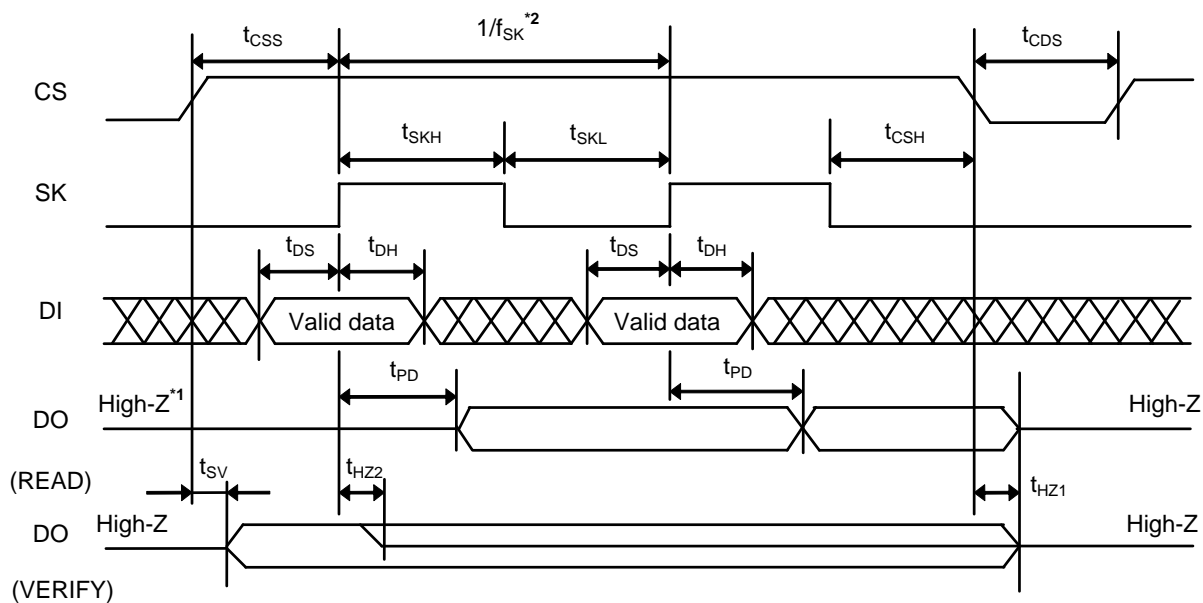 tCSS 1/fSK*2 tCDS
CS
tSKH tSKL tCSH
SK
tDS tDH tDS tDH
DI Valid data Valid data
tPD tPD
High-Z*1 High-Z
DO
(READ) tSV tHZ2 tHZ1
High-Z High-Z
DO
(VERIFY)